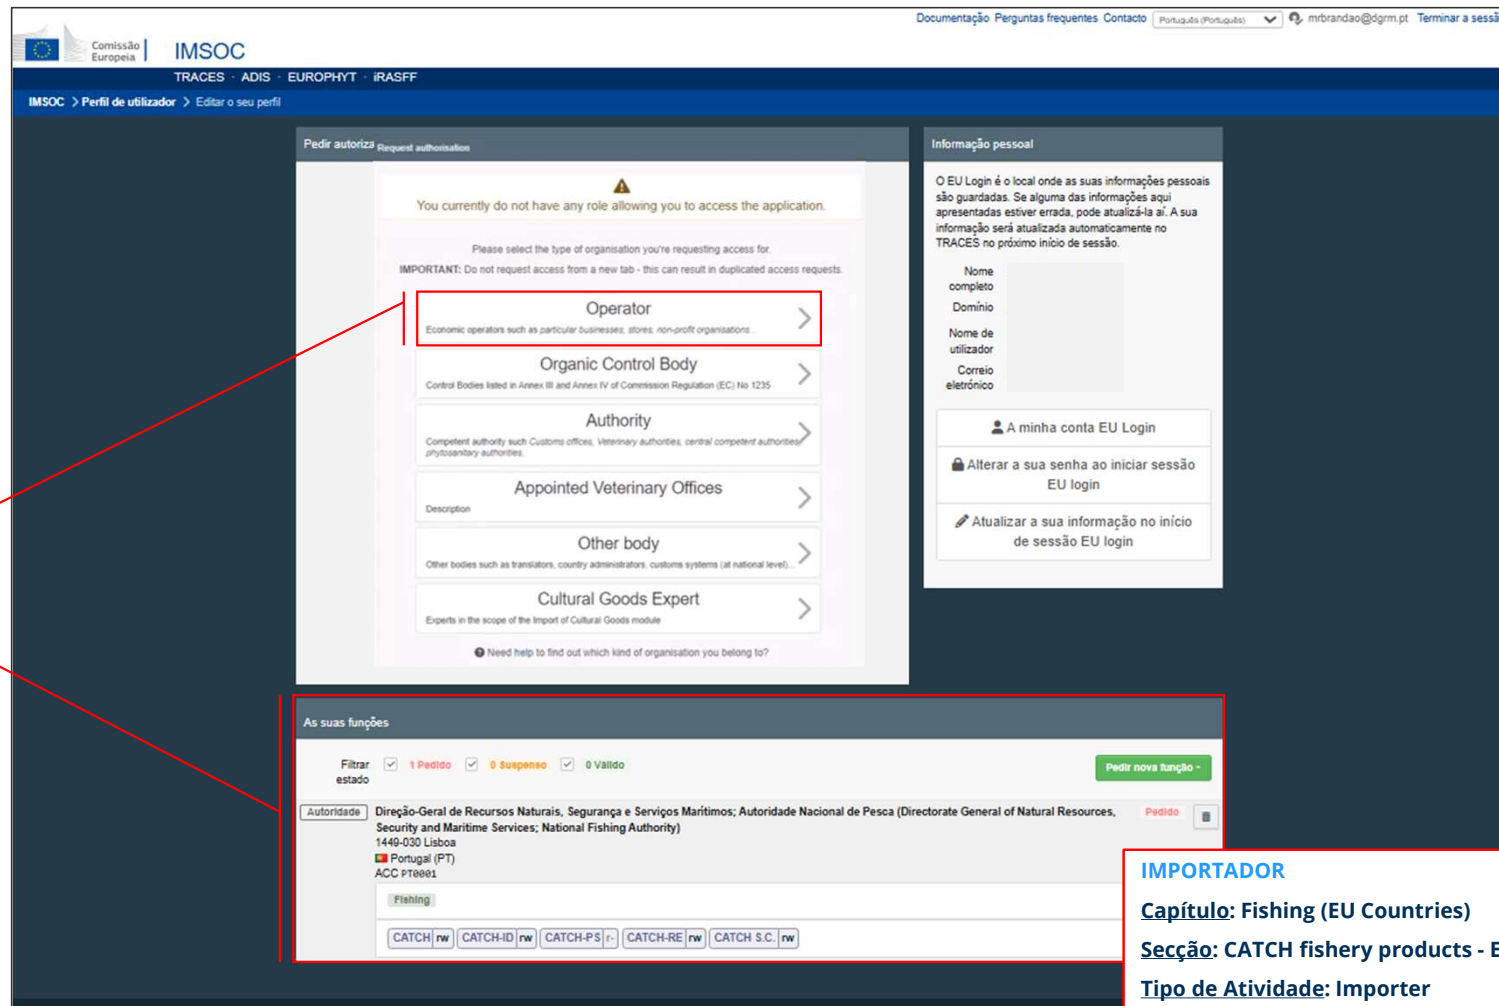 Documentação Perguntas frequentes Contacto Português (Português) mrbrandao@dgrm.pt Terminar a sessã
Comissão
Europeia
IMSOC
TRACES · ADIS · EUROPHYT · iRASFF
IMSOC > Perfil de utilizador > Editar o seu perfil
Pedir autoriza Request authorisation
You currently do not have any role allowing you to access the application.
Please select the type of organisation you're requesting access for.
IMPORTANT: Do not request access from a new tab - this can result in duplicated access requests.
Operator
Economic operators such as particular businesses, stores, non-profit organisations...
Organic Control Body
Control Bodies listed in Annex III and Annex IV of Commission Regulation (EC) No 1235
Authority
Competent authority such Customs offices, Veterinary authorities, central competent authorities
phytosanitary authorities,
Appointed Veterinary Offices
Description
Other body
Other bodies such as translators, country administrators, customs systems (at national level)...
Cultural Goods Expert
Experts in the scope of the Import of Cultural Goods module
Need help to find out which kind of organisation you belong to?
Informação pessoal
O EU Login é o local onde as suas informações pessoais
são guardadas. Se alguma das informações aqui
apresentadas estiver errada, pode atualizá-la aí. A sua
informação será atualizada automaticamente no
TRACES no próximo início de sessão.
Nome
completo
Domínio
Nome de
utilizador
Correio
eletrónico
A minha conta EU Login
Alterar a sua senha ao iniciar sessão
EU login
Atualizar a sua informação no início
de sessão EU login
As suas funções
Filtrar
estado
1 Pedido 0 Suspenso 0 Válido
Pedir nova função
Autoridade
Direção-Geral de Recursos Naturais, Segurança e Serviços Marítimos; Autoridade Nacional de Pesca (Directorate General of Natural Resources,
Security and Maritime Services; National Fishing Authority)
Pedido
1449-030 Lisboa
Portugal (PT)
ACC PT0001
Fishing
CATCH rw CATCH-ID rw CATCH-PS r- CATCH-RE rw CATCH S.C. rw
IMPORTADOR
Capítulo: Fishing (EU Countries)
Secção: CATCH fishery products - E
Tipo de Atividade: Importer